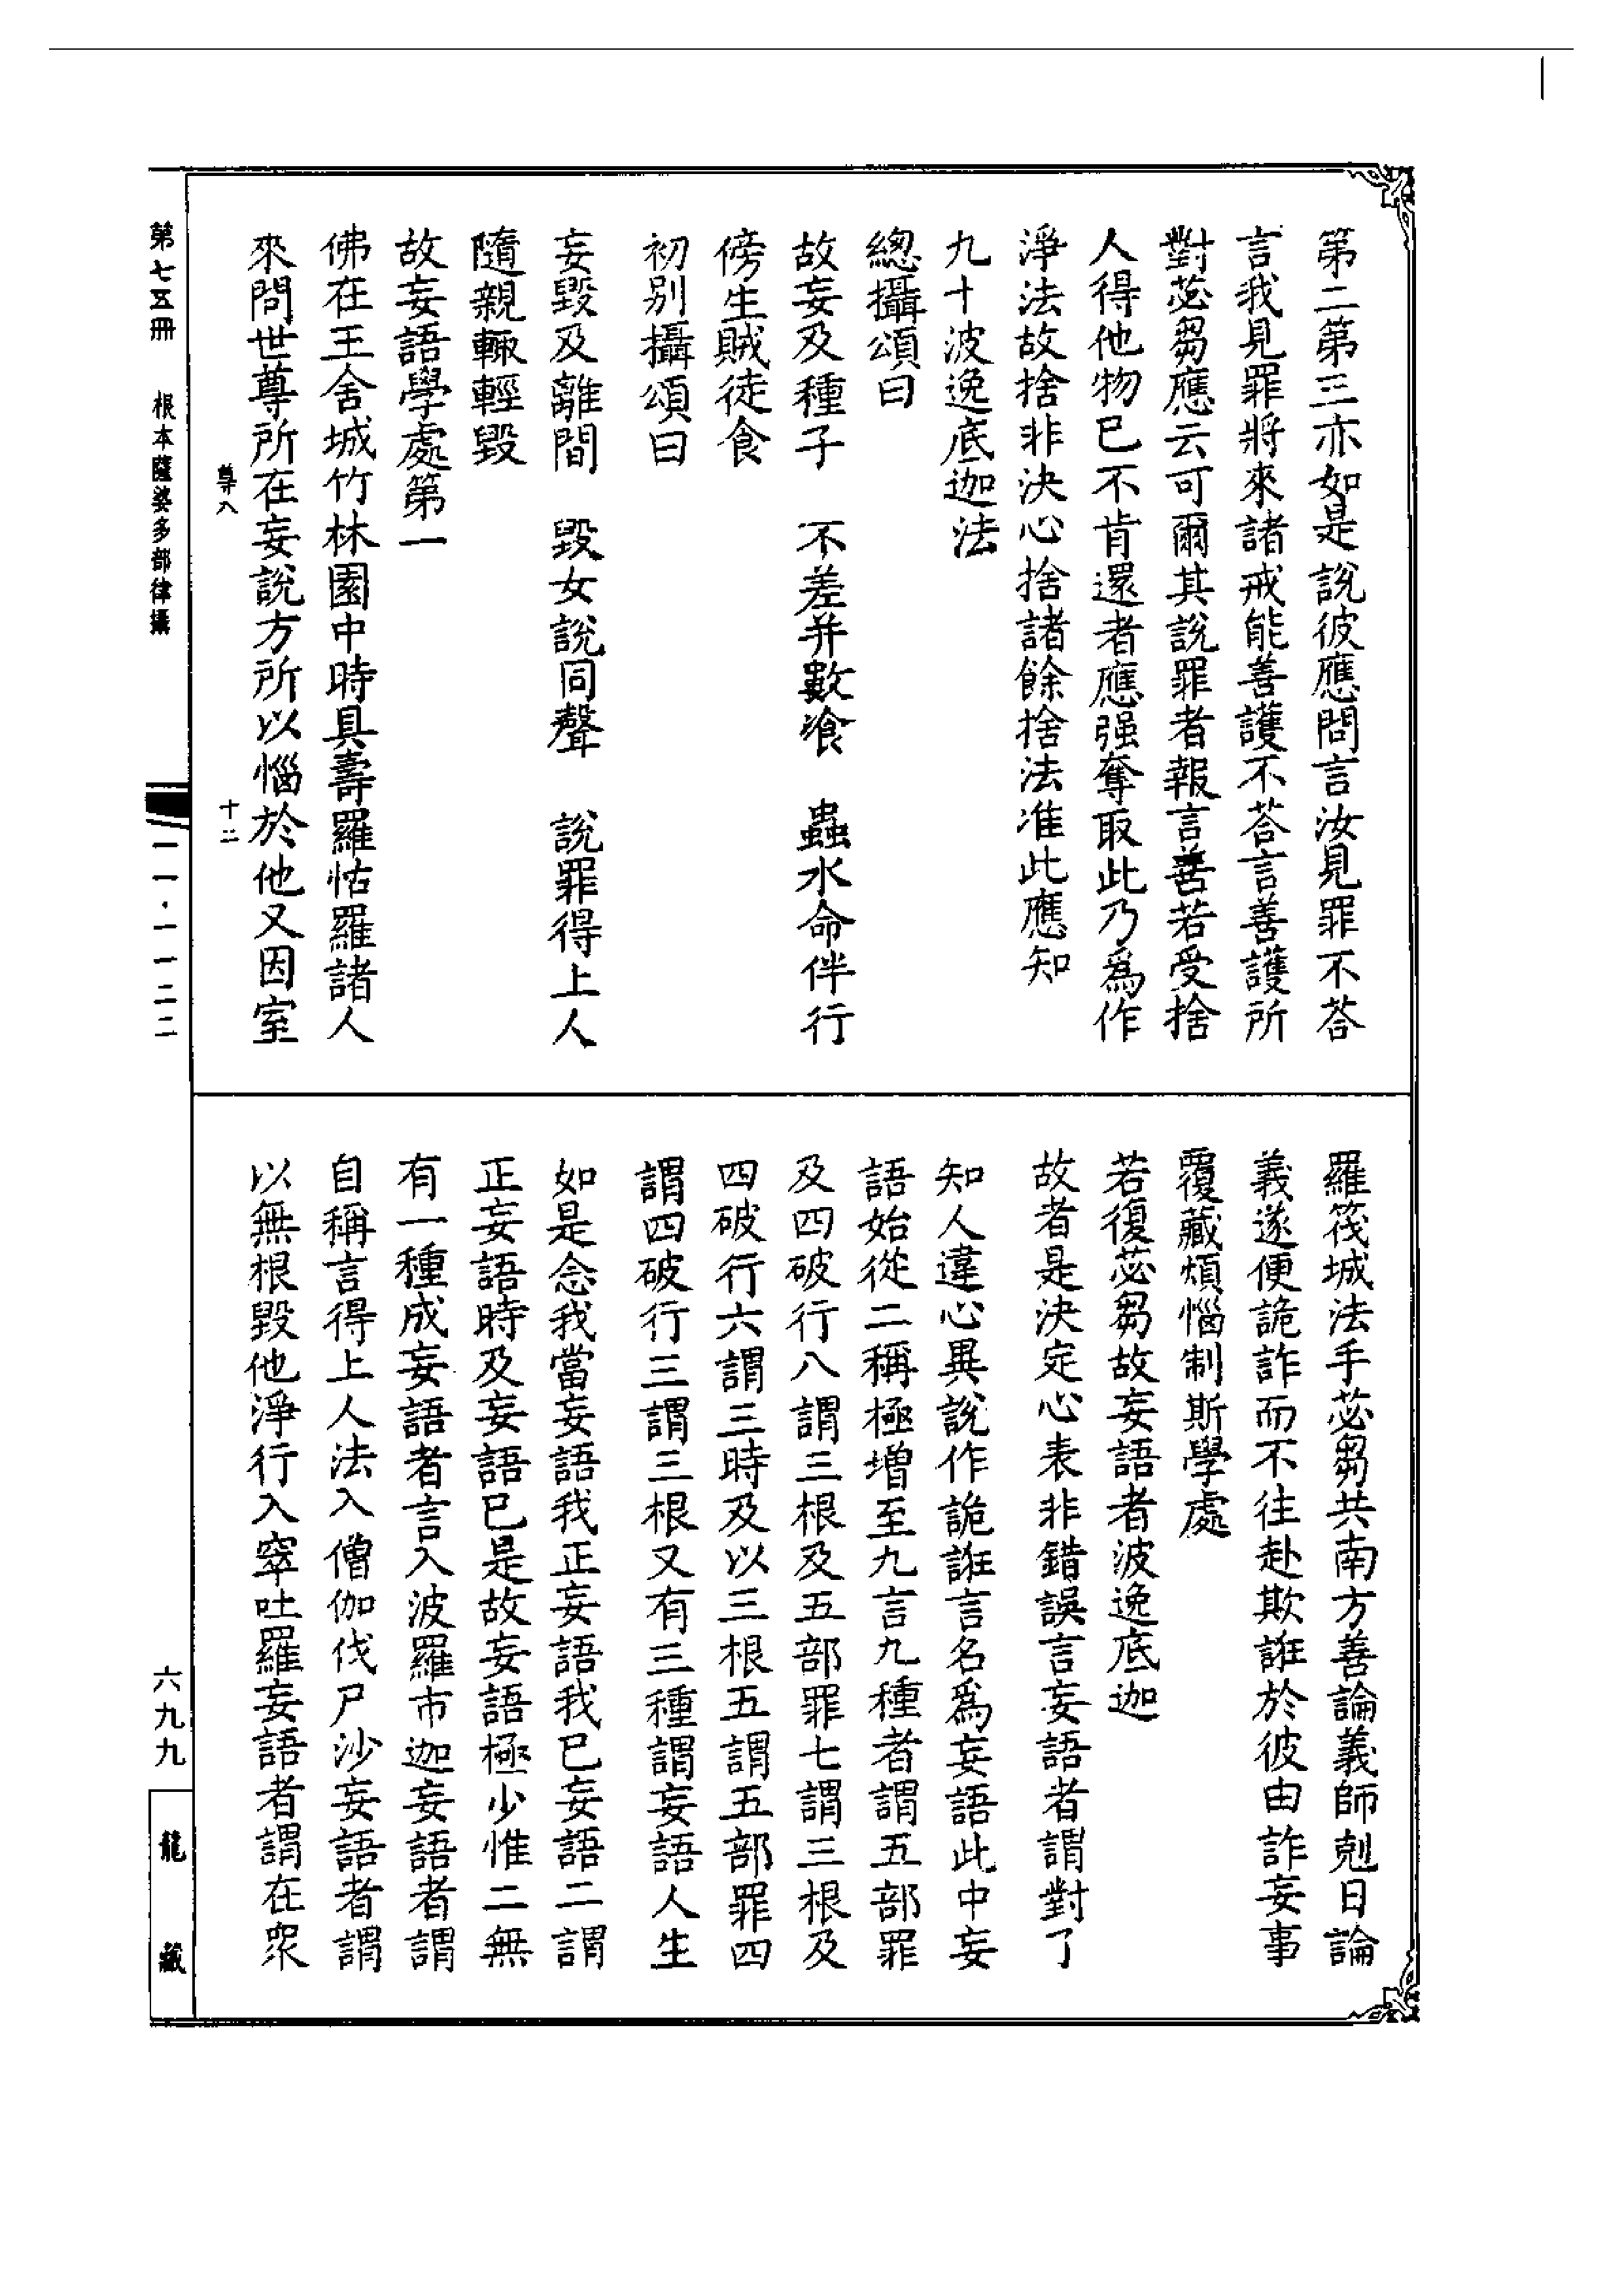 第二第三亦如是說彼應問言汝見罪不荅
言我見罪將來諸戒能善護不荅言善護所
對苾芻應云可爾其說罪者報言善若受捨
人得他物已不肯還者應强奪取此乃爲作
淨法故捨非決心捨諸餘捨法准此應知
九十波逸底迦法
總攝頌曰
故妄及種子　不差并數飡　蟲水命伴行
傍生賊徒食
初別攝頌曰
妄毀及離間　毀女說同聲　說罪得上人
隨親輙輕毀
故妄語學處第一
佛在王舍城竹林園中時具壽羅怙羅諸人
來問世尊所在妄說方所以惱於他又因室
羅筏城法手苾芻共南方善論義師剋日論
義遂便詭詐而不往赴欺誑於彼由詐妄事
覆藏煩惱制斯學處
若復苾芻故妄語者波逸底迦
故者是決定心表非錯誤言妄語者謂對了
知人違心異說作詭誑言名爲妄語此中妄
語始從二稱極增至九言九種者謂五部罪
及四破行八謂三根及五部罪七謂三根及
四破行六謂三時及以三根五謂五部罪四
謂四破行三謂三根又有三種謂妄語人生
如是念我當妄語我正妄語我已妄語二謂
正妄語時及妄語已是故妄語極少惟二無
有一種成妄語者言入波羅市迦妄語者謂
自稱言得上人法入僧伽伐尸沙妄語者謂
以無根毀他淨行入窣吐羅妄語者謂在衆
尊八
十二
第七五冊　根本薩婆多部律攝
一一·一一二二
六九九
龍藏